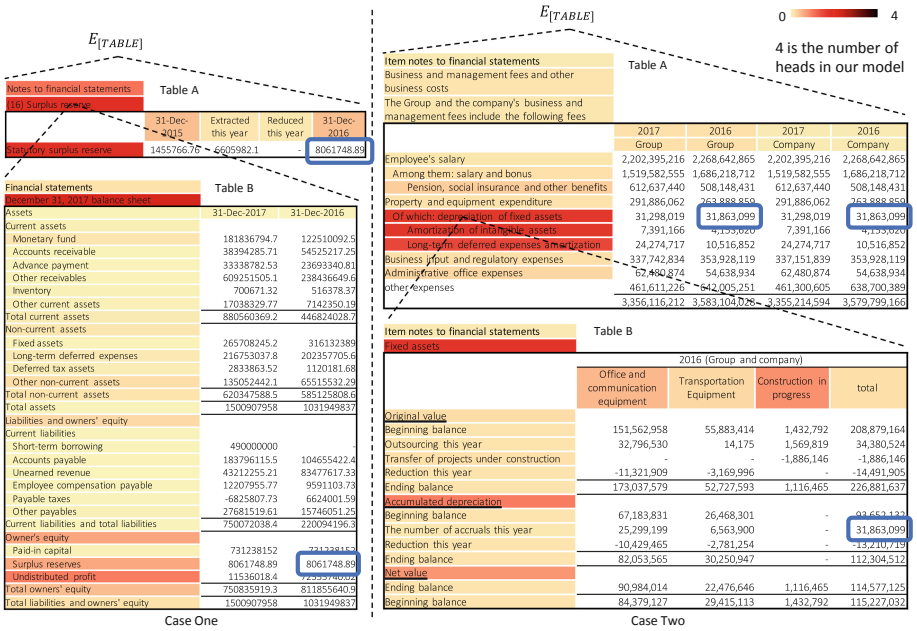 E[TABLE]
Notes to financial statements
(16) Surplus reserve
Table A
31-Dec-2015 Extracted this year Reduced this year 31-Dec-2016
Statutory surplus reserve 1455766.76 6605982.1 - 8061748.89
Financial statements
December 31, 2017 balance sheet
Table B
Assets 31-Dec-2017 31-Dec-2016
Current assets
Monetary fund 181836794.7 122510092.5
Accounts receivable 38394285.71 54525217.25
Advance payment 33338782.53 23693340.81
Other receivables 609251505.1 238436649.6
Inventory 700671.32 516378.37
Other current assets 17038329.77 7142350.19
Total current assets 880560369.2 446824028.7
Non-current assets
Fixed assets 265708245.2 316132389
Long-term deferred expenses 216753037.8 202357705.6
Deferred tax assets 2833863.52 1120181.68
Other non-current assets 135052442.1 65515532.29
Total non-current assets 620347588.5 585125808.6
Total assets 1500907958 1031949837
Liabilities and owners' equity
Current liabilities
Short-term borrowing 490000000 -
Accounts payable 183796115.5 104655422.4
Unearned revenue 43212255.21 83477617.33
Employee compensation payable 12207955.77 9591103.73
Payable taxes -6825807.73 6624001.59
Other payables 27681519.61 15746051.25
Current liabilities and total liabilities 750072038.4 220094196.3
Owner's equity
Paid-in capital 731238152 731238152
Surplus reserves 8061748.89 8061748.89
Undistributed profit 11536018.4
Total owners' equity 750835919.3 811855640.9
Total liabilities and owners' equity 1500907958 1031949837
Case One
E[TABLE]
0 4
4 is the number of
heads in our model
Item notes to financial statements
Business and management fees and other
business costs
The Group and the company's business and
management fees include the following fees
Table A
2017 2016 2017 2016
Group Group Company Company
Employee's salary 2,202,395,216 2,268,642,865 2,202,395,216 2,268,642,865
Among them: salary and bonus 1,519,582,555 1,686,218,712 1,519,582,555 1,686,218,712
Pension, social insurance and other benefits 612,637,440 508,148,431 612,637,440 508,148,431
Property and equipment expenditure 291,886,062 263,888,859 291,886,062 263,888,859
Of which: depreciation of fixed assets 31,298,019 31,863,099 31,298,019 31,863,099
Amortization of intangible assets 7,391,166 4,153,020 7,391,166 4,153,020
Long-term deferred expenses amortization 24,274,717 10,516,852 24,274,717 10,516,852
Business input and regulatory expenses 337,742,834 353,928,119 337,151,839 353,928,119
Administrative office expenses 62,480,874 54,638,934 62,480,874 54,638,934
other expenses 461,611,226 642,005,251 461,300,605 638,700,389
3,356,116,212 3,583,104,028 3,355,214,594 3,579,799,166
Item notes to financial statements
Fixed assets
Table B
2016 (Group and company)
Office and communication equipment Transportation Equipment Construction in progress total
Original value
Beginning balance 151,562,958 55,883,414 1,432,792 208,879,164
Outsourcing this year 32,796,530 14,175 1,569,819 34,380,524
Transfer of projects under construction - - -1,886,146 -1,886,146
Reduction this year -11,321,909 -3,169,996 - -14,491,905
Ending balance 173,037,579 52,727,593 1,116,465 226,881,637
Accumulated depreciation
Beginning balance 67,183,831 26,468,301 - 93,652,132
The number of accruals this year 25,299,199 6,563,900 - 31,863,099
Reduction this year -10,429,465 -2,781,254 - -13,210,719
Ending balance 82,053,565 30,250,947 - 112,304,512
Net value
Ending balance 90,984,014 22,476,646 1,116,465 114,577,125
Beginning balance 84,379,127 29,415,113 1,432,792 115,227,032
Case Two